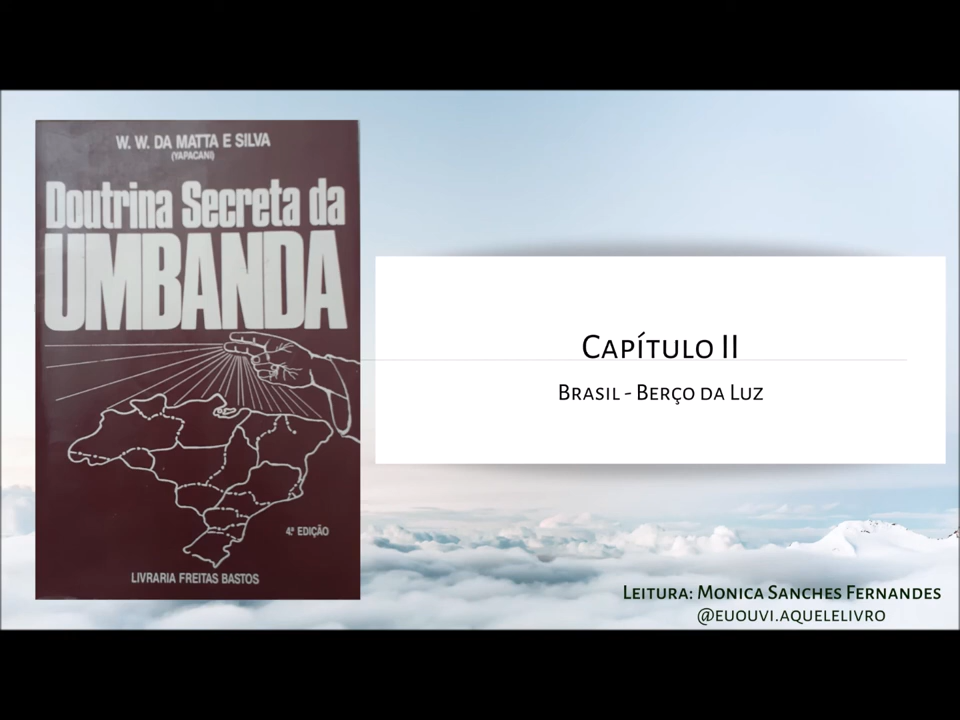 W. W. DA MATTA E SILVA
(YAPACANI)
Doutrina Secreta da
UMBANDA
4ª EDIÇÃO
LIVRARIA FREITAS BASTOS
Capítulo II
Brasil - Berço da Luz
Leitura: Monica Sanches Fernandes
@euouvi.aquelelivro